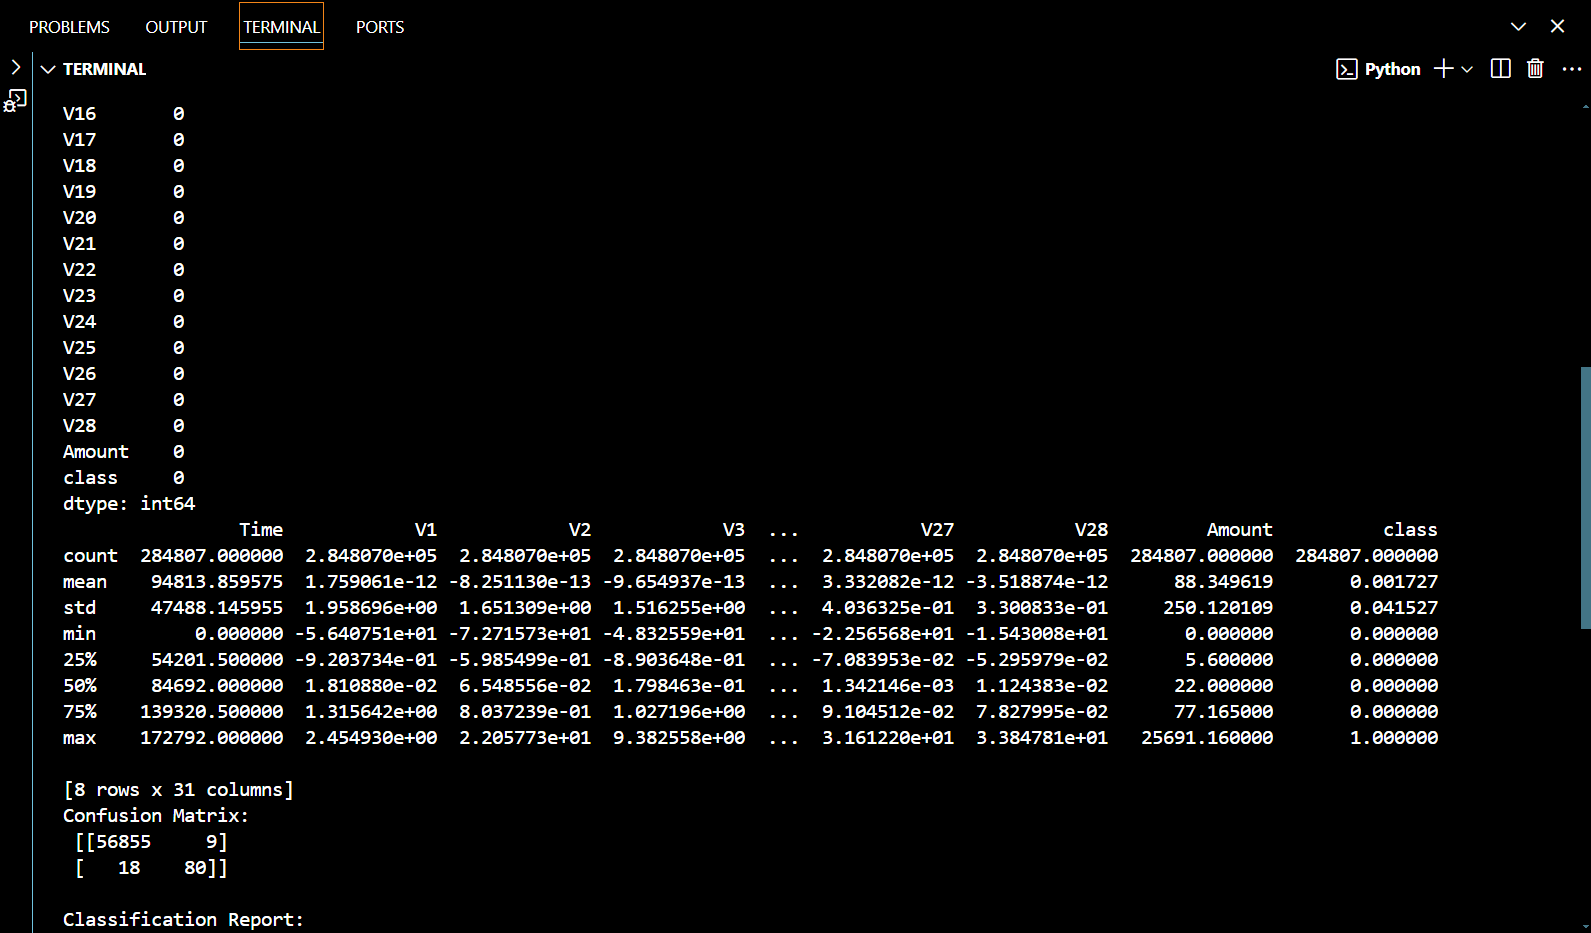 PROBLEMS OUTPUT TERMINAL PORTS
TERMINAL Python
V16 0
V17 0
V18 0
V19 0
V20 0
V21 0
V22 0
V23 0
V24 0
V25 0
V26 0
V27 0
V28 0
Amount 0
class 0
dtype: int64
Time V1 V2 V3 ... V27 V28 Amount class
count 284807.000000 2.848070e+05 2.848070e+05 2.848070e+05 ... 2.848070e+05 2.848070e+05 284807.000000 284807.000000
mean 94813.859575 1.759061e-12 -8.251130e-13 -9.654937e-13 ... 3.332082e-12 -3.518874e-12 88.349619 0.001727
std 47488.145955 1.958696e+00 1.651309e+00 1.516255e+00 ... 4.036325e-01 3.300833e-01 250.120109 0.041527
min 0.000000 -5.640751e+01 -7.271573e+01 -4.832559e+01 ... -2.256568e+01 -1.543008e+01 0.000000 0.000000
25% 54201.500000 -9.203734e-01 -5.985499e-01 -8.903648e-01 ... -7.083953e-02 -5.295979e-02 5.600000 0.000000
50% 84692.000000 1.810880e-02 6.548556e-02 1.798463e-01 ... 1.342146e-03 1.124383e-02 22.000000 0.000000
75% 139320.500000 1.315642e+00 8.037239e-01 1.027196e+00 ... 9.104512e-02 7.827995e-02 77.165000 0.000000
max 172792.000000 2.454930e+00 2.205773e+01 9.382558e+00 ... 3.161220e+01 3.384781e+01 25691.160000 1.000000
[8 rows x 31 columns]
Confusion Matrix:
[[56855 9]
[ 18 80]]
Classification Report: